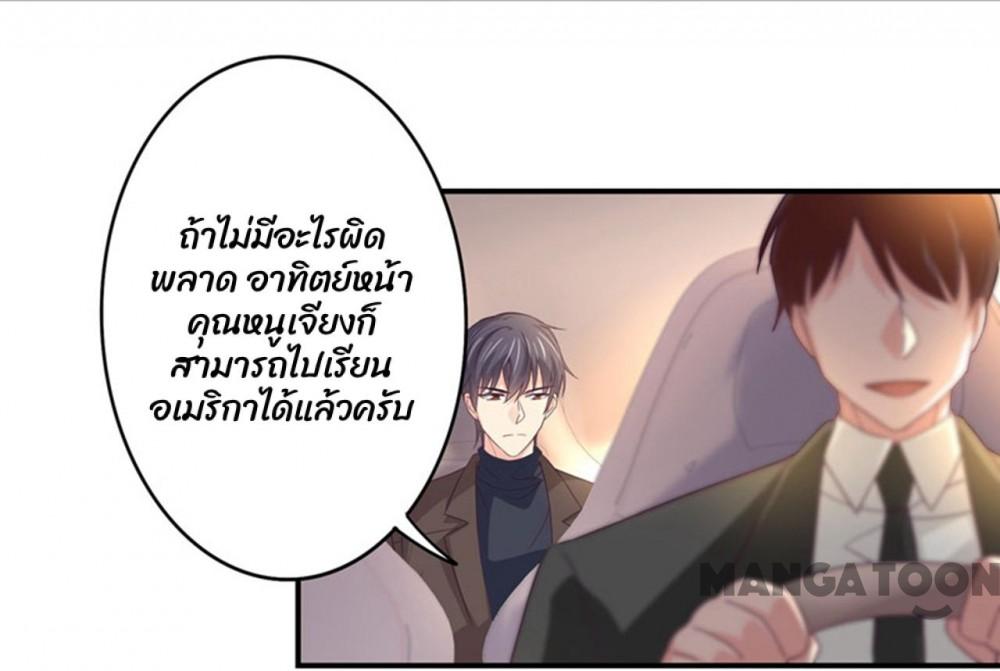 ถ้าไม่มีอะไรผิด
พลาด อาทิตย์หน้า
คุณหนูเจียงก็
สามารถไปเรียน
อเมริกาได้แล้วครับ
MANGATOON